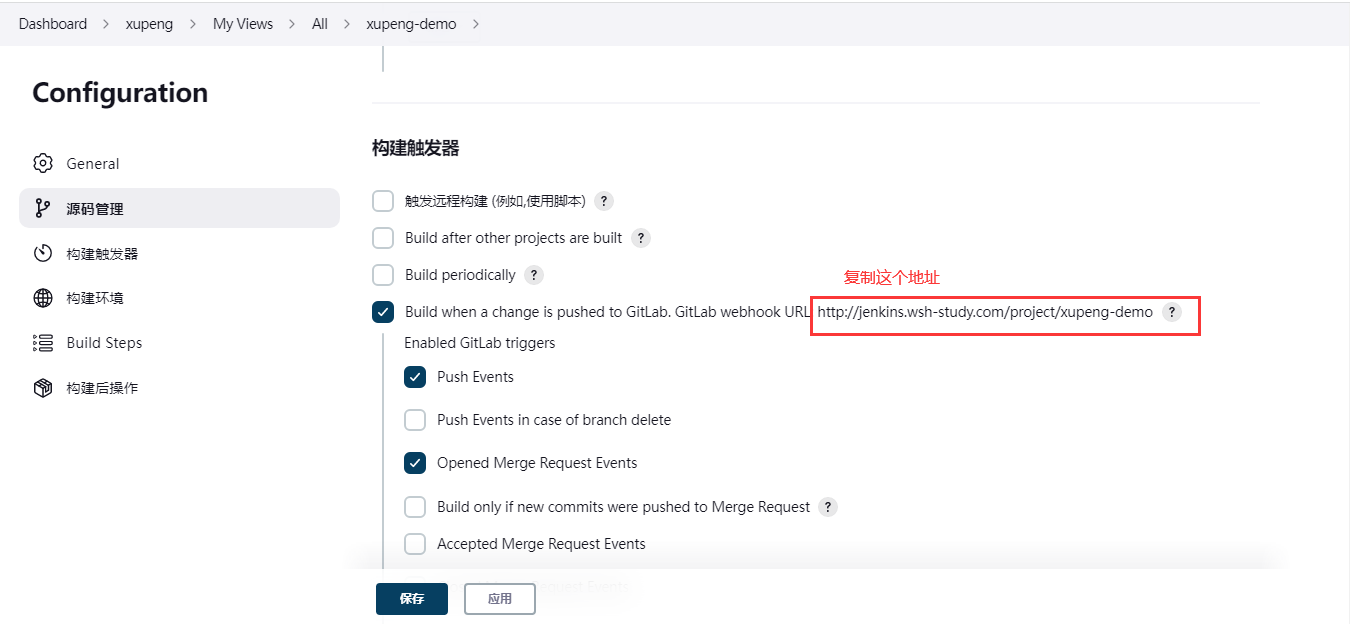 Dashboard > xupeng > My Views > All > xupeng-demo >
Configuration
General
源码管理
构建触发器
构建环境
Build Steps
构建后操作
构建触发器
触发远程构建 (例如,使用脚本) ?
Build after other projects are built ?
Build periodically ?
复制这个地址
Build when a change is pushed to GitLab. GitLab webhook URL http://jenkins.wsh-study.com/project/xupeng-demo ?
Enabled GitLab triggers
Push Events
Push Events in case of branch delete
Opened Merge Request Events
Build only if new commits were pushed to Merge Request ?
Accepted Merge Request Events
Request Events
保存
应用